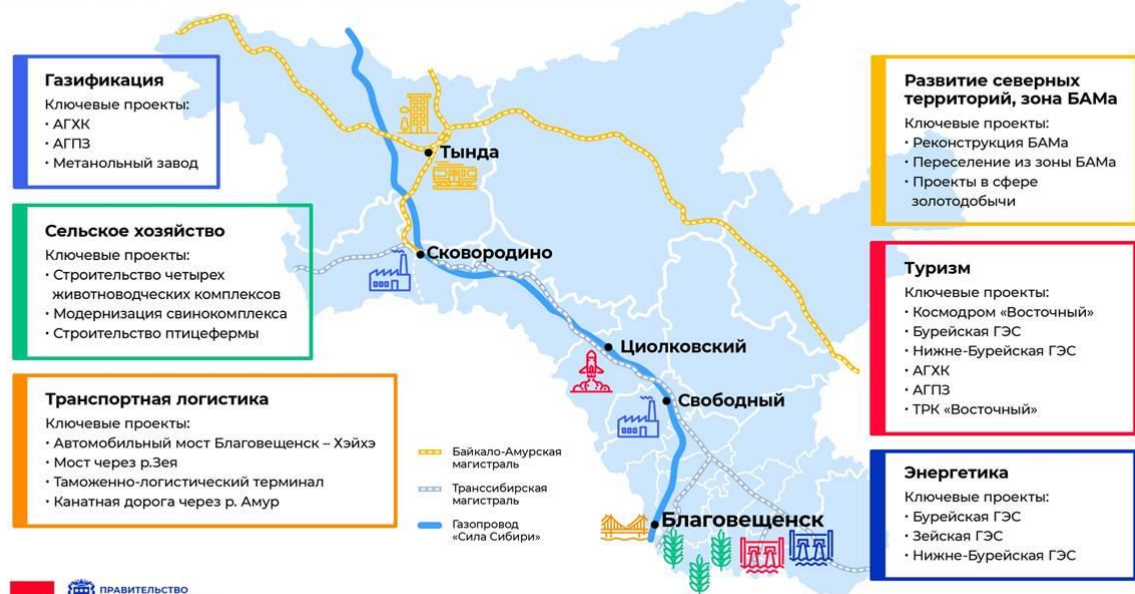 Газификация
Ключевые проекты:
• АГХК
• АГПЗ
• Метанольный завод
Сельское хозяйство
Ключевые проекты:
• Строительство четырех
животноводческих комплексов
• Модернизация свинокомплекса
• Строительство птицефермы
Транспортная логистика
Ключевые проекты:
• Автомобильный мост Благовещенск – Хэйхэ
• Мост через р.Зея
• Таможенно-логистический терминал
• Канатная дорога через р. Амур
Тында
Сковородино
Циолковский
Свободный
Благовещенск
Байкало-Амурская
магистраль
Транссибирская
магистраль
Газопровод
«Сила Сибири»
Развитие северных
территорий, зона БАМа
Ключевые проекты:
• Реконструкция БАМа
• Переселение из зоны БАМа
• Проекты в сфере
золотодобычи
Туризм
Ключевые проекты:
• Космодром «Восточный»
• Бурейская ГЭС
• Нижне-Бурейская ГЭС
• АГХК
• АГПЗ
• ТРК «Восточный»
Энергетика
Ключевые проекты:
• Бурейская ГЭС
• Зейская ГЭС
• Нижне-Бурейская ГЭС
ПРАВИТЕЛЬСТВО